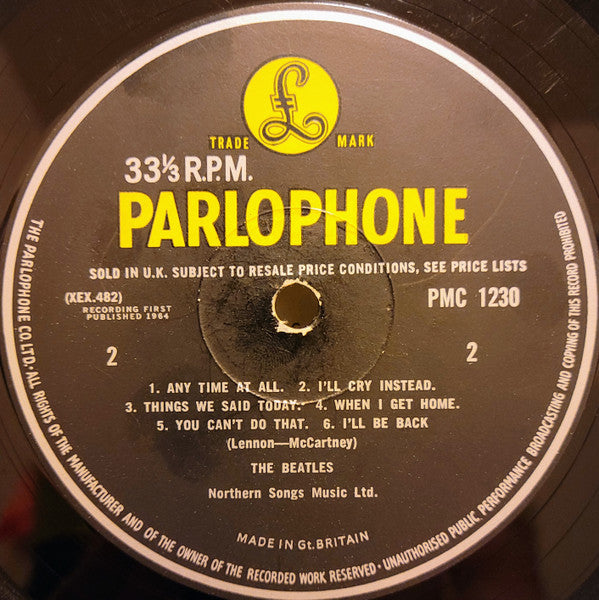 £
TRADE MARK
33⅓ R.P.M.
PARLOPHONE
SOLD IN U.K. SUBJECT TO RESALE PRICE CONDITIONS, SEE PRICE LISTS
(XEX.482) PMC 1230
RECORDING FIRST
PUBLISHED 1964
2 2
1. ANY TIME AT ALL. 2. I'LL CRY INSTEAD.
3. THINGS WE SAID TODAY. 4. WHEN I GET HOME.
5. YOU CAN'T DO THAT. 6. I'LL BE BACK
(Lennon—McCartney)
THE BEATLES
Northern Songs Music Ltd.
MADE IN Gt.BRITAIN
THE PARLOPHONE CO.LTD.·ALL RIGHTS OF THE MANUFACTURER AND OF THE OWNER OF THE RECORDED WORK RESERVED·UNAUTHORISED PUBLIC PERFORMANCE BROADCASTING AND COPYING OF THIS RECORD PROHIBITED